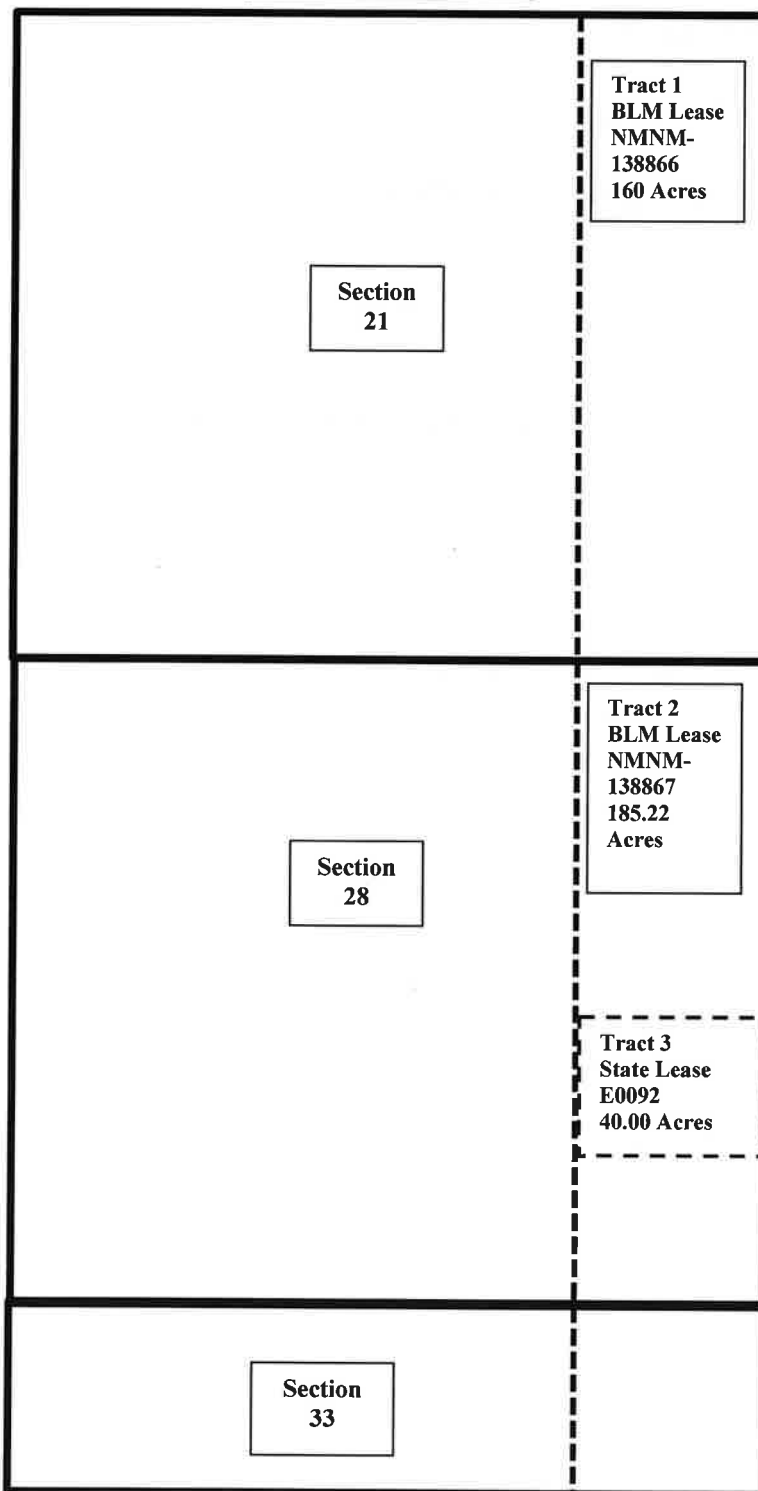 Tract 1
BLM Lease
NMNM-
138866
160 Acres
Section
21
Tract 2
BLM Lease
NMNM-
138867
185.22
Acres
Section
28
Tract 3
State Lease
E0092
40.00 Acres
Section
33